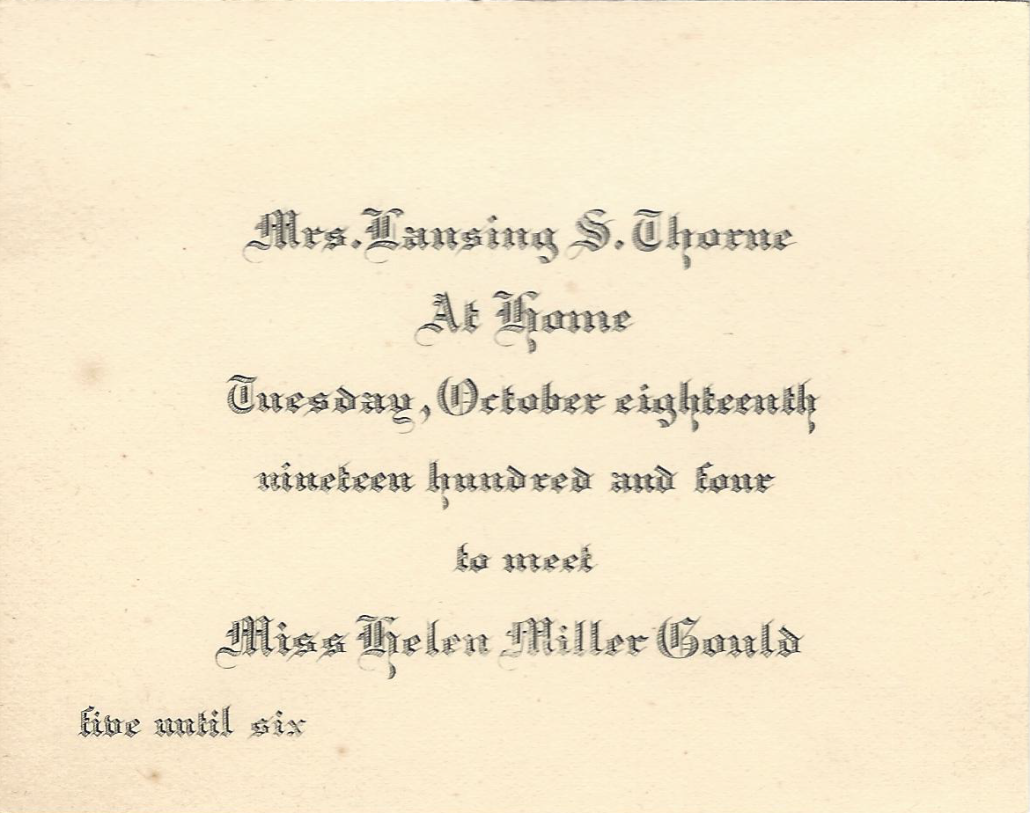 Mrs. Lansing S. Thorne
At Home
Tuesday, October eighteenth
nineteen hundred and four
to meet
Miss Helen Miller Gould
five until six